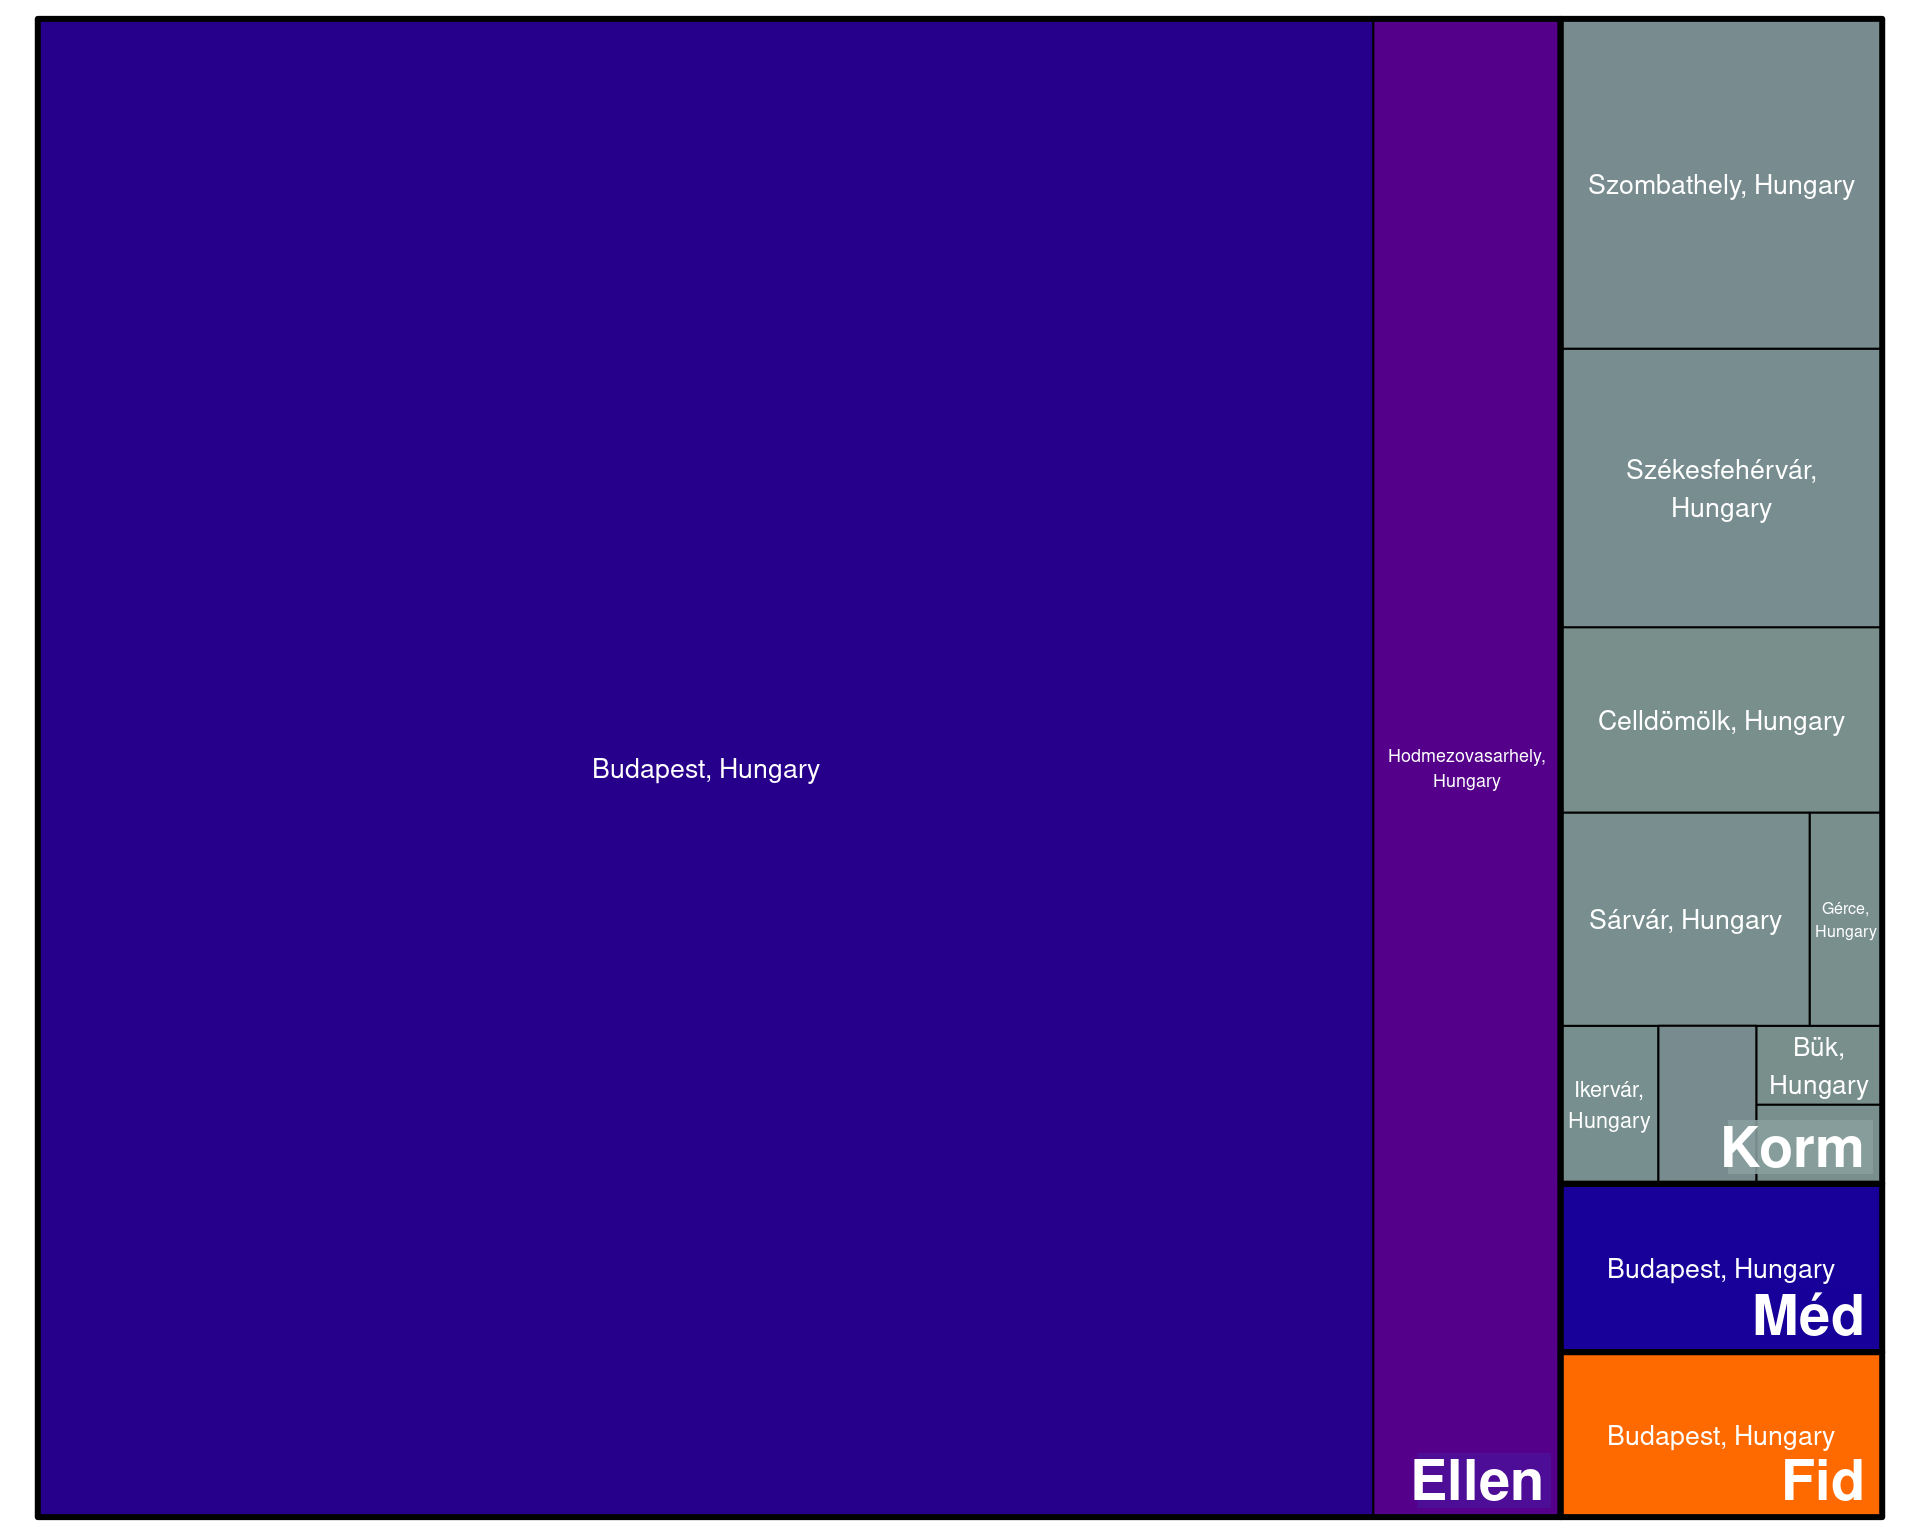 Budapest, Hungary
Hodmezovasarhely,
Hungary
Ellen
Szombathely, Hungary
Székesfehérvár,
Hungary
Celldömölk, Hungary
Sárvár, Hungary
Gérce,
Hungary
Ikervár,
Hungary
Bük,
Hungary
Korm
Budapest, Hungary
Méd
Budapest, Hungary
Fid